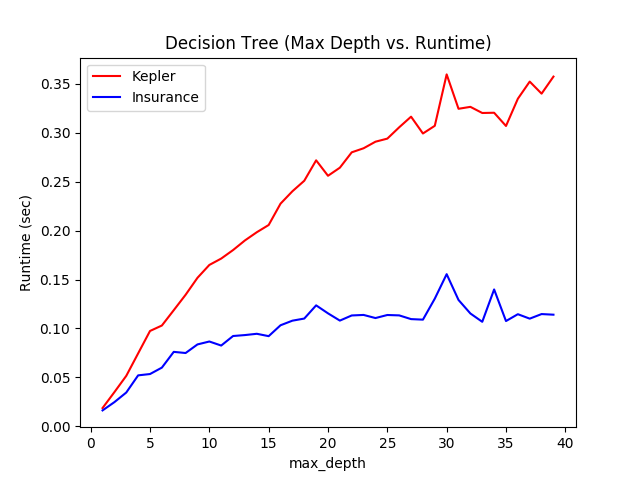 Decision Tree (Max Depth vs. Runtime)
Kepler
Insurance
Runtime (sec)
0.35
0.30
0.25
0.20
0.15
0.10
0.05
0.00
0 5 10 15 20 25 30 35 40
max_depth